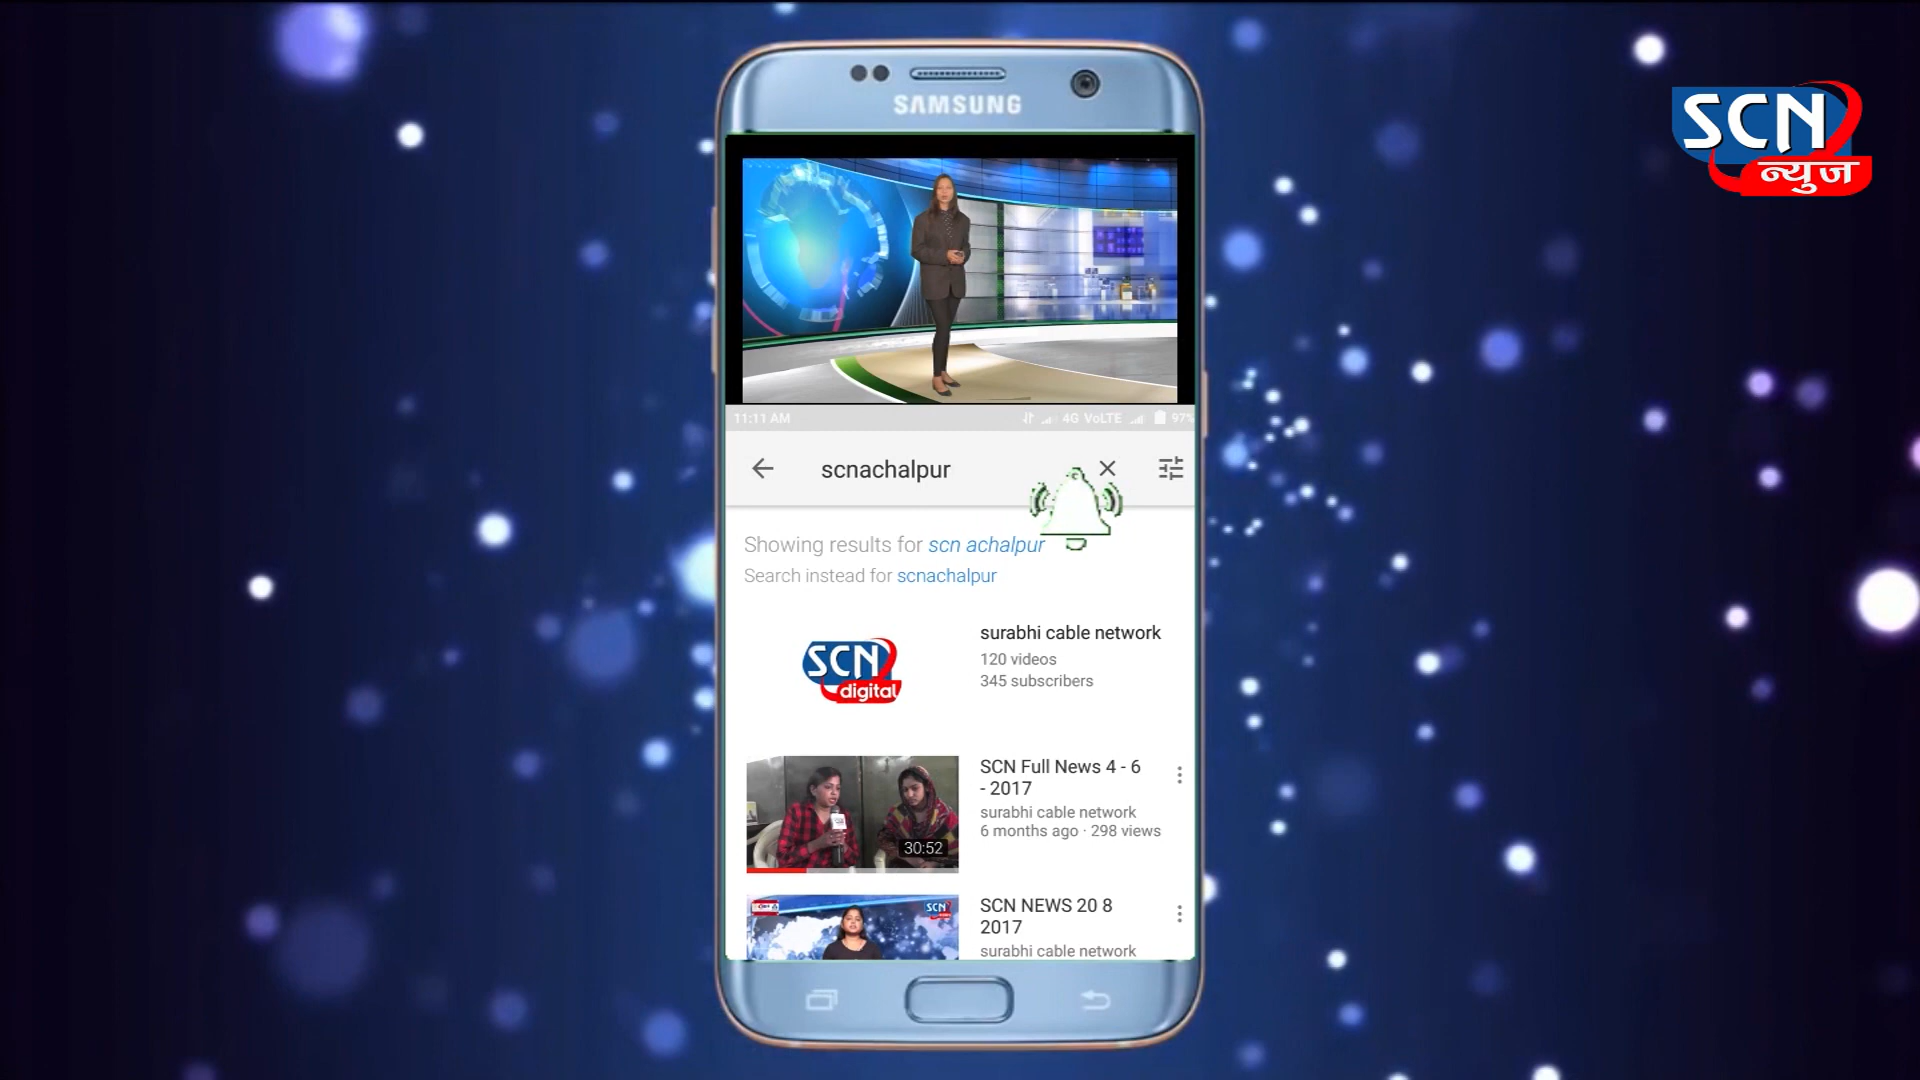 SAMSUNG
SCN
न्युज
11:11 AM
4G VoLTE 97%
scnachalpur
Showing results for scn achalpur
Search instead for scnachalpur
SCN
digital
surabhi cable network
120 videos
345 subscribers
30:52
SCN Full News 4 - 6
- 2017
surabhi cable network
6 months ago · 298 views
SCN
SCN NEWS 20 8
2017
surabhi cable network